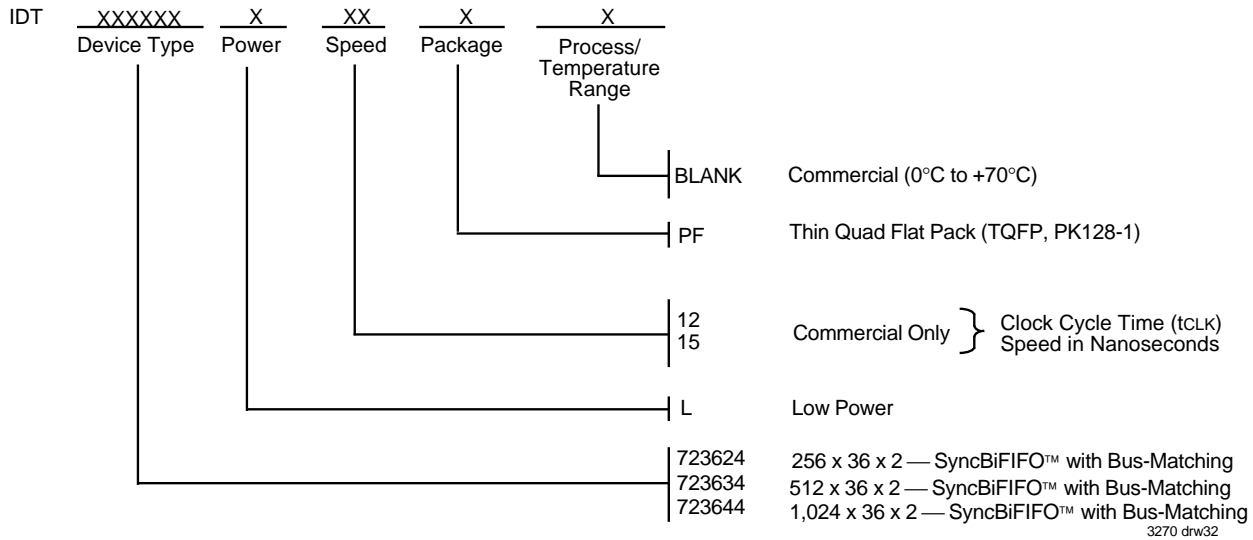 IDT XXXXXX X XX X X
Device Type Power Speed Package Process/
Temperature
Range
BLANK Commercial (0°C to +70°C)
PF Thin Quad Flat Pack (TQFP, PK128-1)
12
15
Commercial Only } Clock Cycle Time (tCLK)
Speed in Nanoseconds
L Low Power
723624 256 x 36 x 2 — SyncBiFIFO™ with Bus-Matching
723634 512 x 36 x 2 — SyncBiFIFO™ with Bus-Matching
723644 1,024 x 36 x 2 — SyncBiFIFO™ with Bus-Matching
3270 drw32